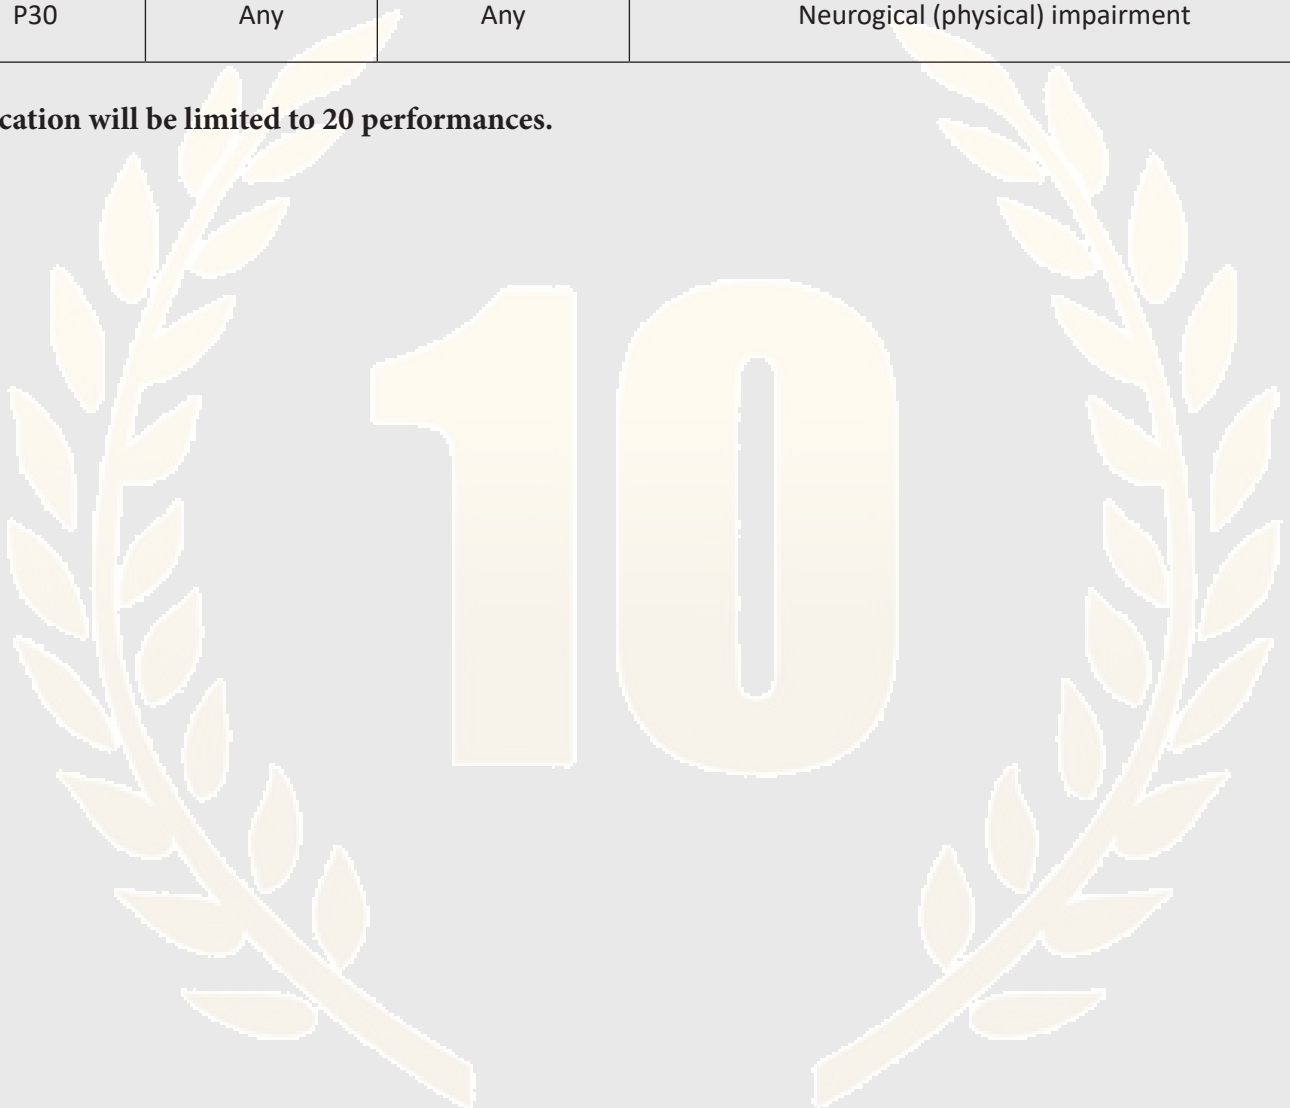 P30 Any Any Neurogical (physical) impairment
cation will be limited to 20 performances.
10